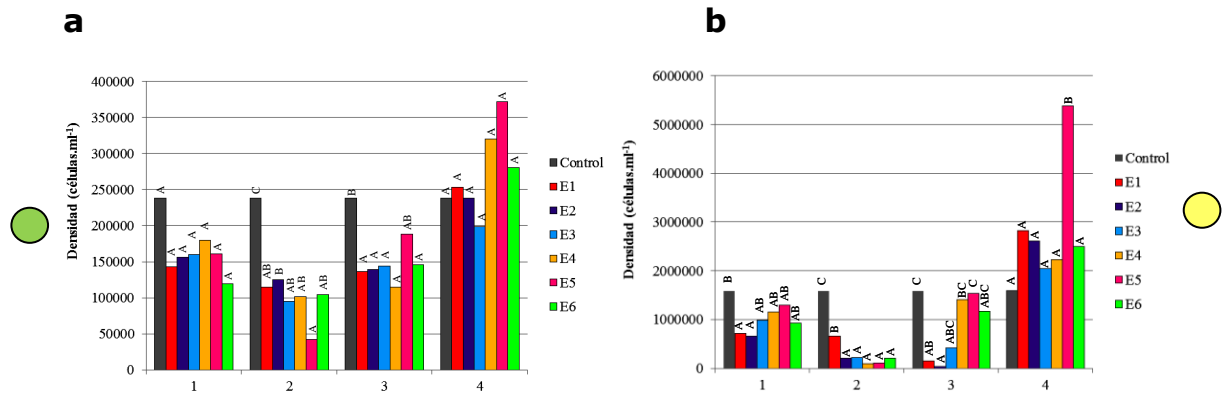 a
b
Densidad (células.ml-1)
400000
350000
300000
250000
200000
150000
100000
50000
0
A A A A A A A
C AB B AB AB A AB
B A A A A AB A
A A A A A A A
1 2 3 4
Control
E1
E2
E3
E4
E5
E6
Densidad (células.ml-1)
6000000
5000000
4000000
3000000
2000000
1000000
0
B A A AB AB AB AB
C B A A A A A
C AB A ABC BC C ABC
A A A A A B A
1 2 3 4
Control
E1
E2
E3
E4
E5
E6